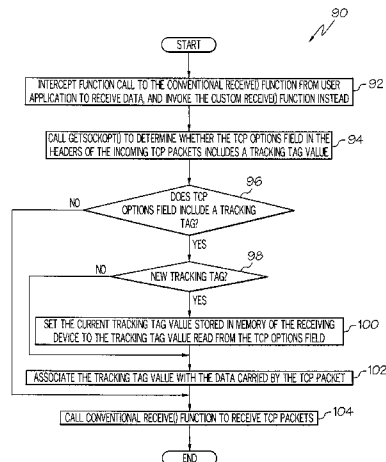 90
START
INTERCEPT FUNCTION CALL TO THE CONVENTIONAL RECEIVE() FUNCTION FROM USER
APPLICATION TO RECEIVE DATA, AND INVOKE THE CUSTOM RECEIVE() FUNCTION INSTEAD
92
CALL GETSOCKOPT() TO DETERMINE WHETHER THE TCP OPTIONS FIELD IN THE
HEADERS OF THE INCOMING TCP PACKETS INCLUDES A TRACKING TAG VALUE
94
96
DOES TCP
OPTIONS FIELD INCLUDE A TRACKING
TAG?
NO
YES
98
NEW TRACKING TAG?
NO
YES
SET THE CURRENT TRACKING TAG VALUE STORED IN MEMORY OF THE RECEIVING
DEVICE TO THE TRACKING TAG VALUE READ FROM THE TCP OPTIONS FIELD
100
ASSOCIATE THE TRACKING TAG VALUE WITH THE DATA CARRIED BY THE TCP PACKET
102
CALL CONVENTIONAL RECEIVE() FUNCTION TO RECEIVE TCP PACKETS
104
END